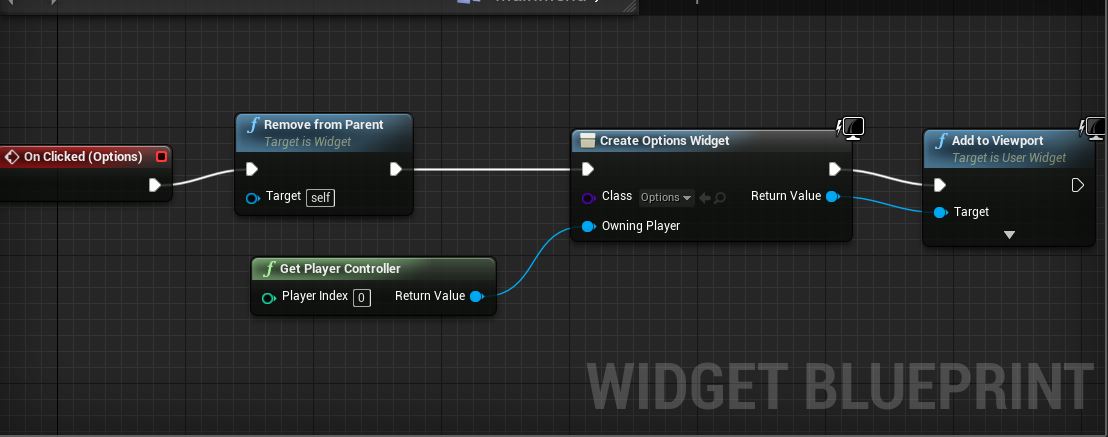 On Clicked (Options)
f Remove from Parent
Target is Widget
Target self
f Get Player Controller
Player Index 0 Return Value
Create Options Widget
Class Options Return Value
Owning Player
f Add to Viewport
Target is User Widget
Target
WIDGET BLUEPRINT